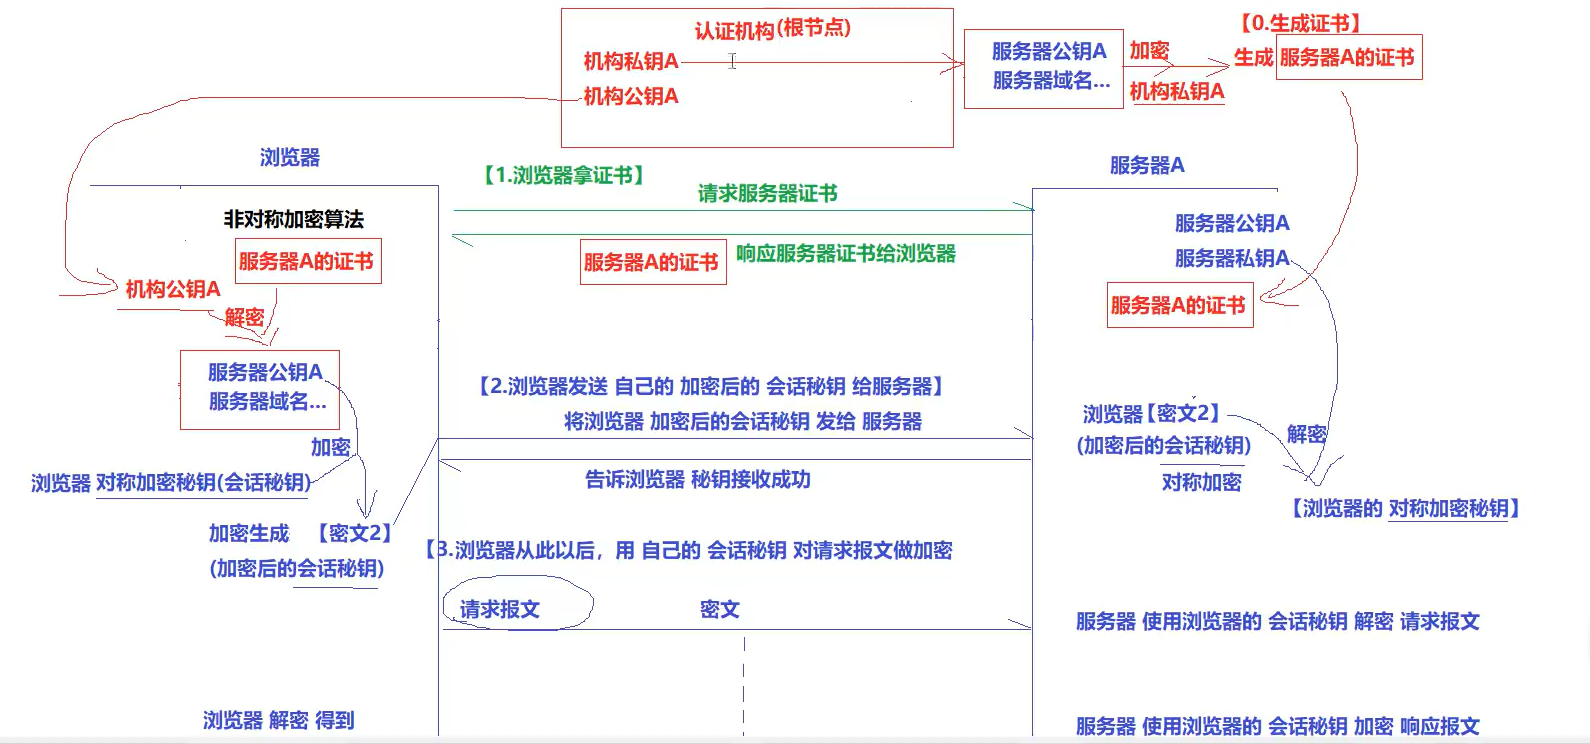 认证机构(根节点)
机构私钥A
机构公钥A
服务器公钥A
服务器域名...
加密
机构私钥A
【0.生成证书】
生成 服务器A的证书
浏览器
【1.浏览器拿证书】
请求服务器证书
服务器A
非对称加密算法
服务器A的证书
机构公钥A
解密
服务器A的证书
响应服务器证书给浏览器
服务器公钥A
服务器私钥A
服务器A的证书
服务器公钥A
服务器域名...
加密
浏览器 对称加密秘钥(会话秘钥)
加密生成 【密文2】
(加密后的会话秘钥)
【2.浏览器发送 自己的 加密后的 会话秘钥 给服务器】
将浏览器 加密后的会话秘钥 发给 服务器
告诉浏览器 秘钥接收成功
浏览器【密文2】
(加密后的会话秘钥)
对称加密
解密
【浏览器的 对称加密秘钥】
【3.浏览器从此以后，用 自己的 会话秘钥 对请求报文做加密
请求报文
密文
服务器 使用浏览器的 会话秘钥 解密 请求报文
浏览器 解密 得到
服务器 使用浏览器的 会话秘钥 加密 响应报文